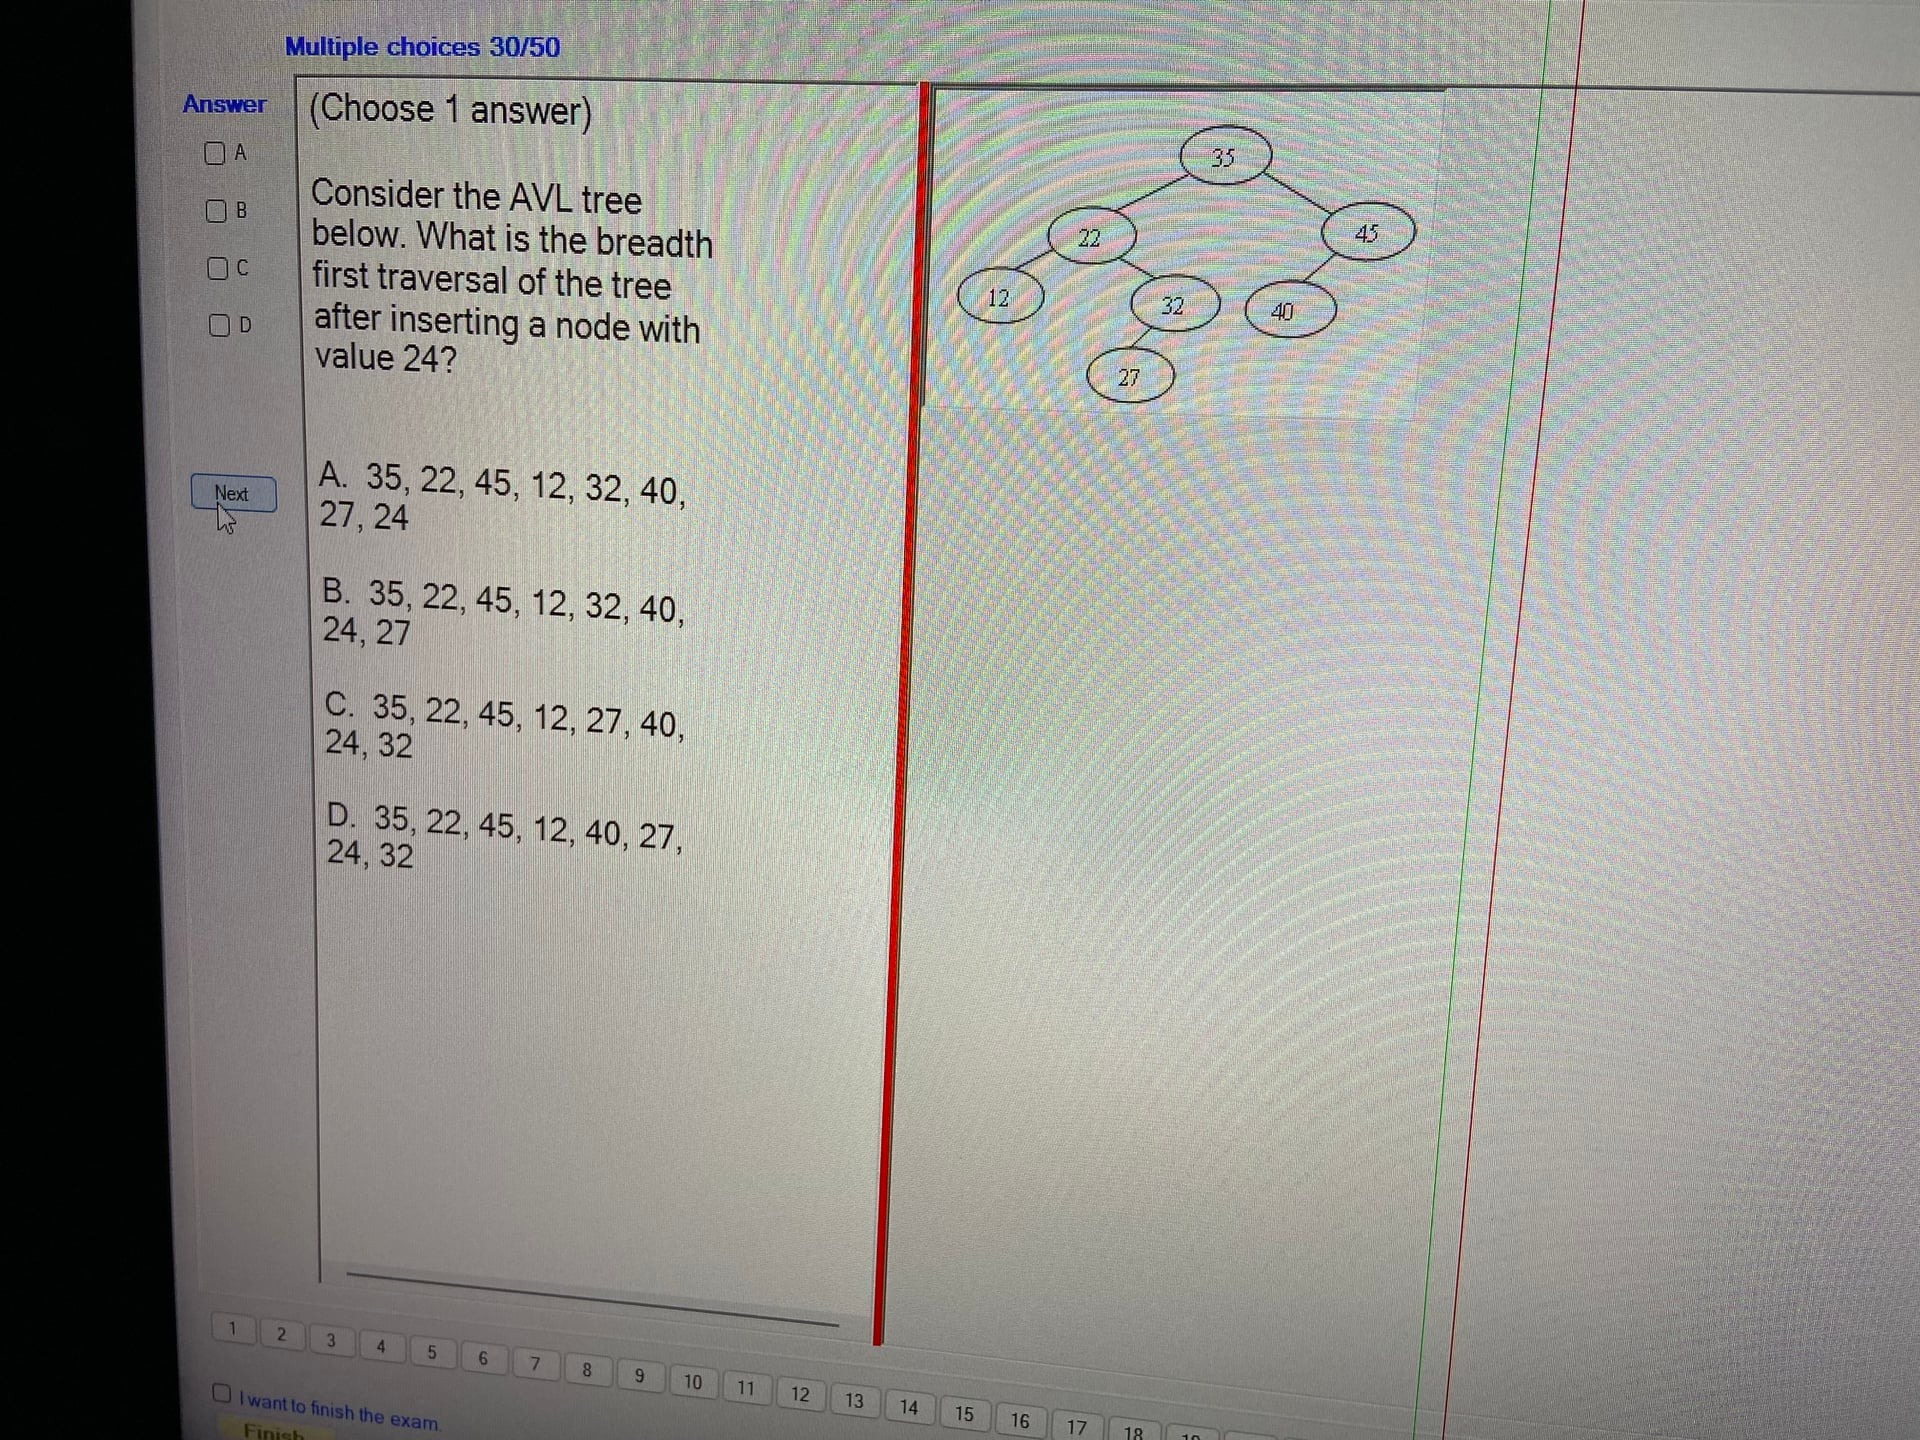 Multiple choices 30/50
Answer
A
B
C
D
Next
(Choose 1 answer)
Consider the AVL tree
below. What is the breadth
first traversal of the tree
after inserting a node with
value 24?
A. 35, 22, 45, 12, 32, 40,
27, 24
B. 35, 22, 45, 12, 32, 40,
24, 27
C. 35, 22, 45, 12, 27, 40,
24, 32
D. 35, 22, 45, 12, 40, 27,
24, 32
35
22
45
12
32
40
27
1 2 3 4 5 6 7 8 9 10 11 12 13 14 15 16 17 18
I want to finish the exam.
Finish